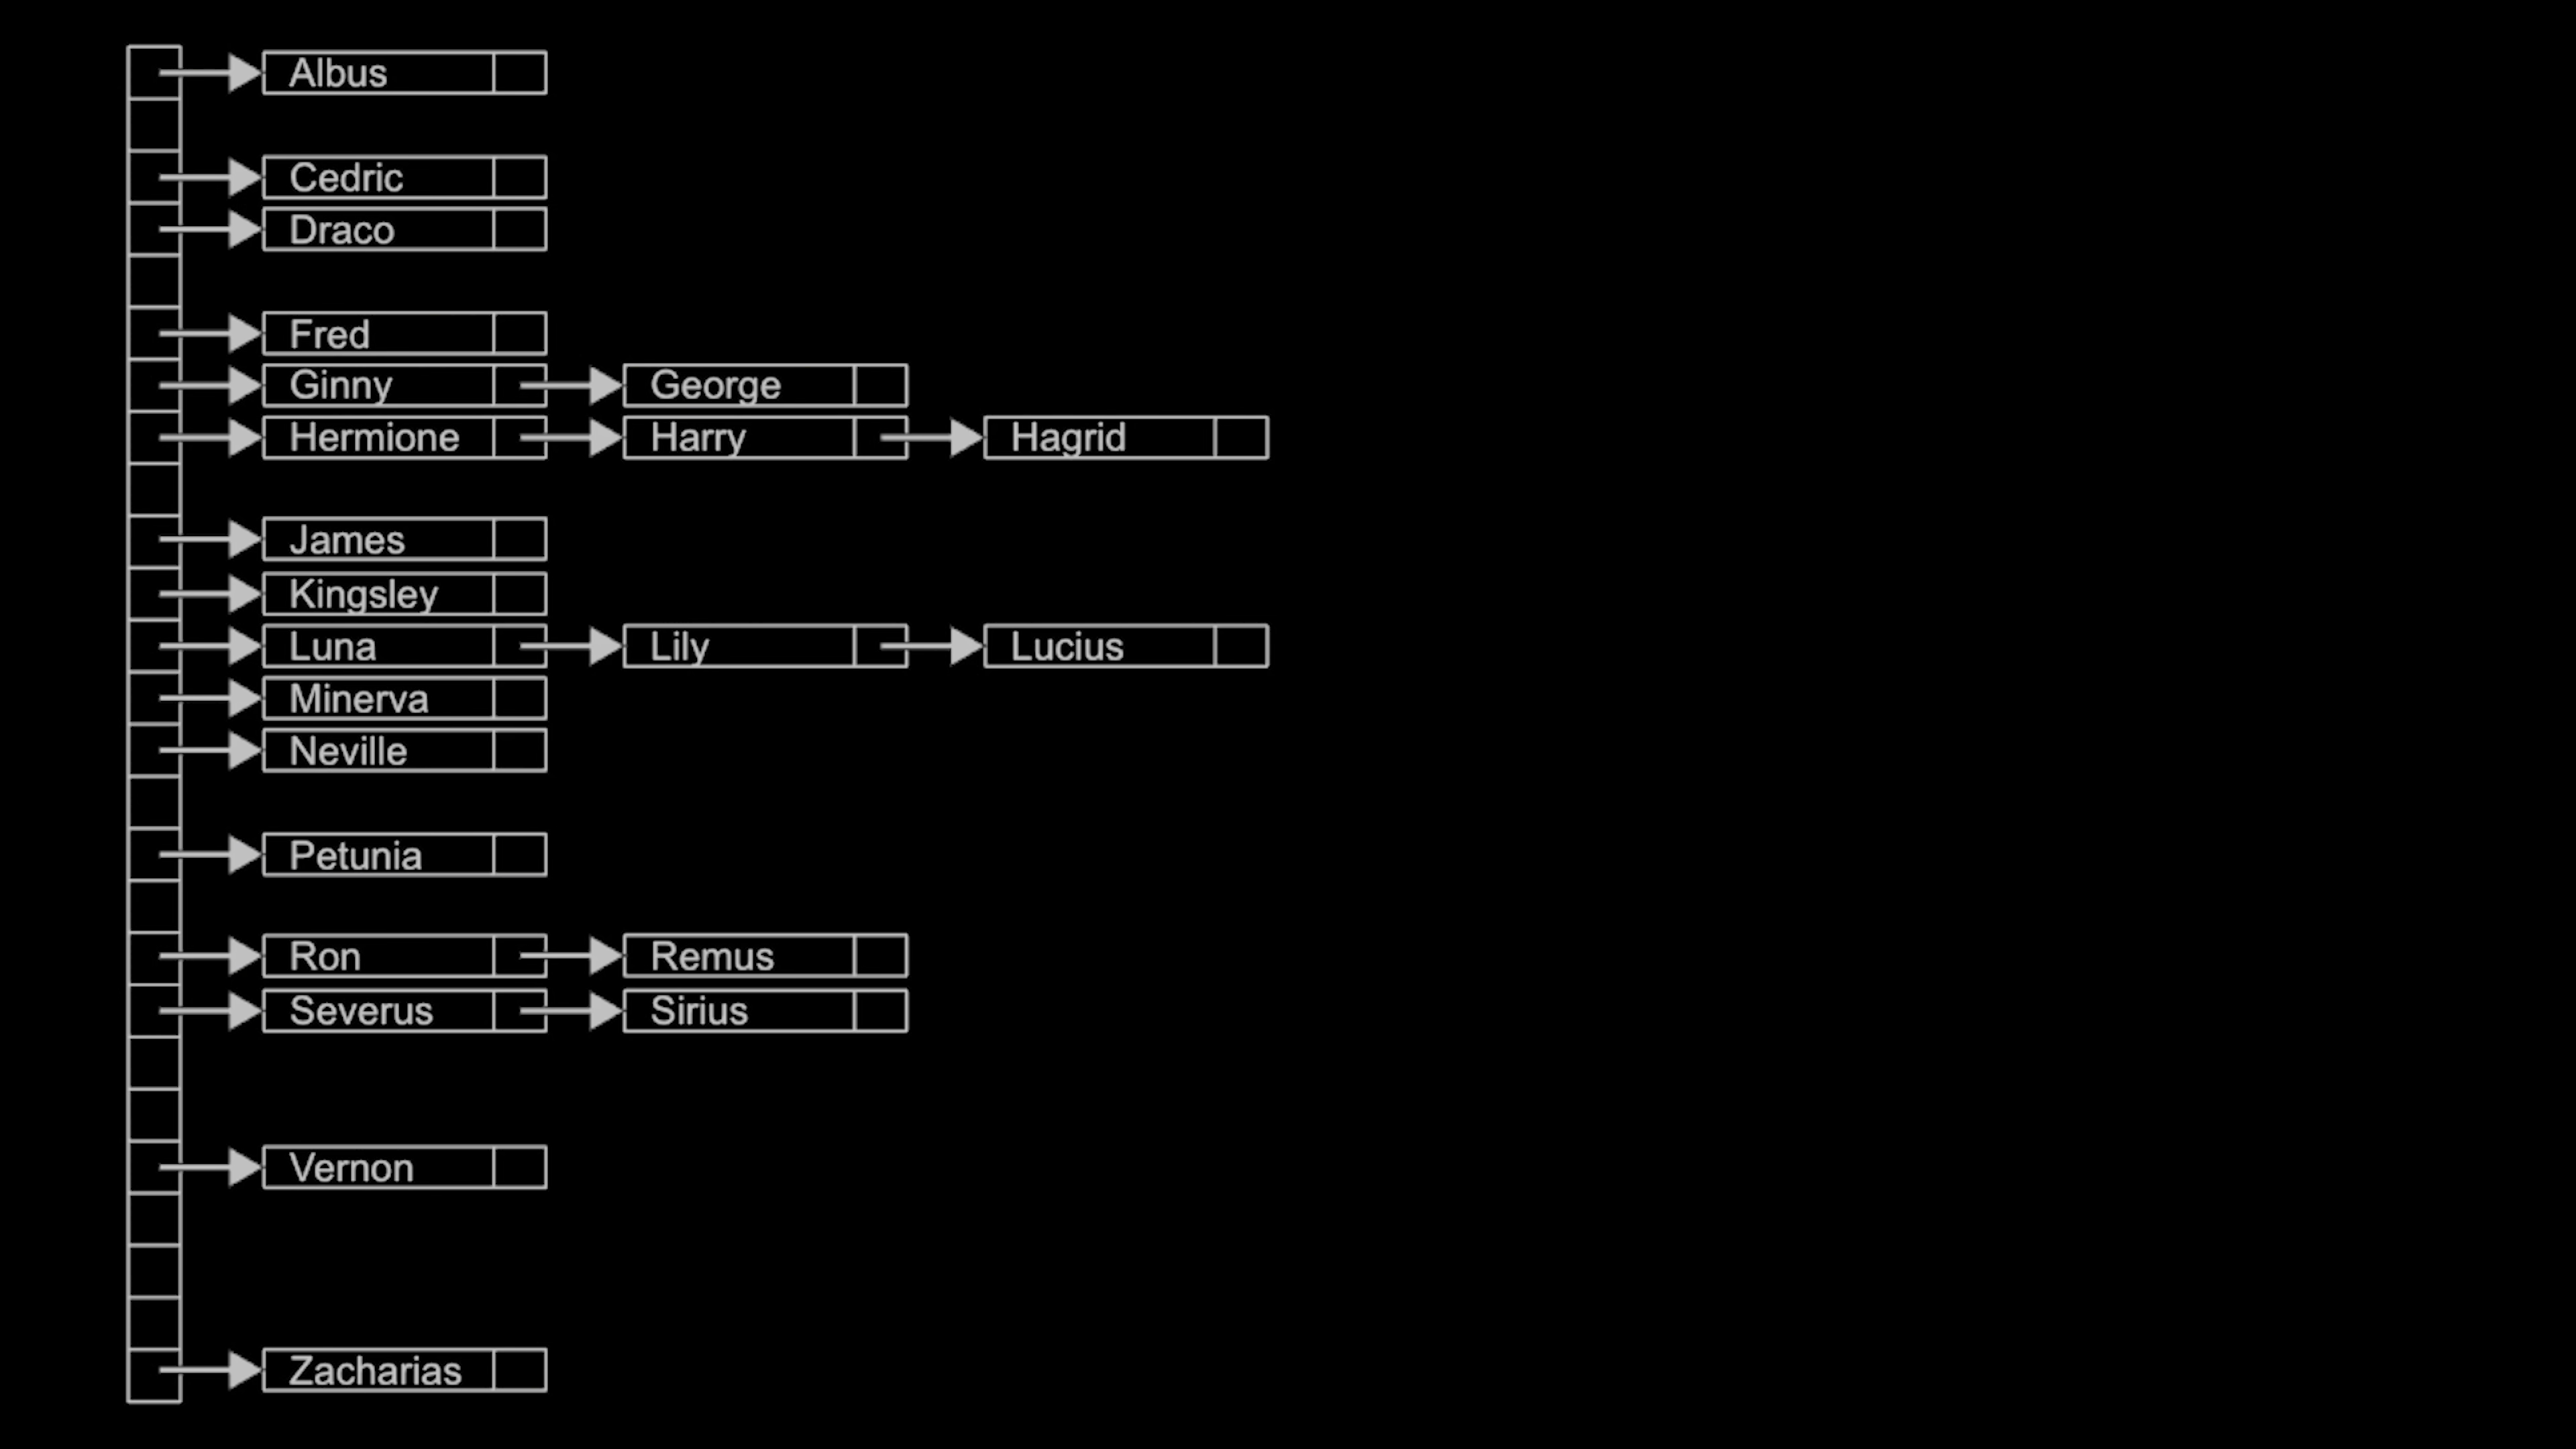 Albus
Cedric
Draco
Fred
Ginny George
Hermione Harry Hagrid
James
Kingsley
Luna Lily Lucius
Minerva
Neville
Petunia
Ron Remus
Severus Sirius
Vernon
Zacharias